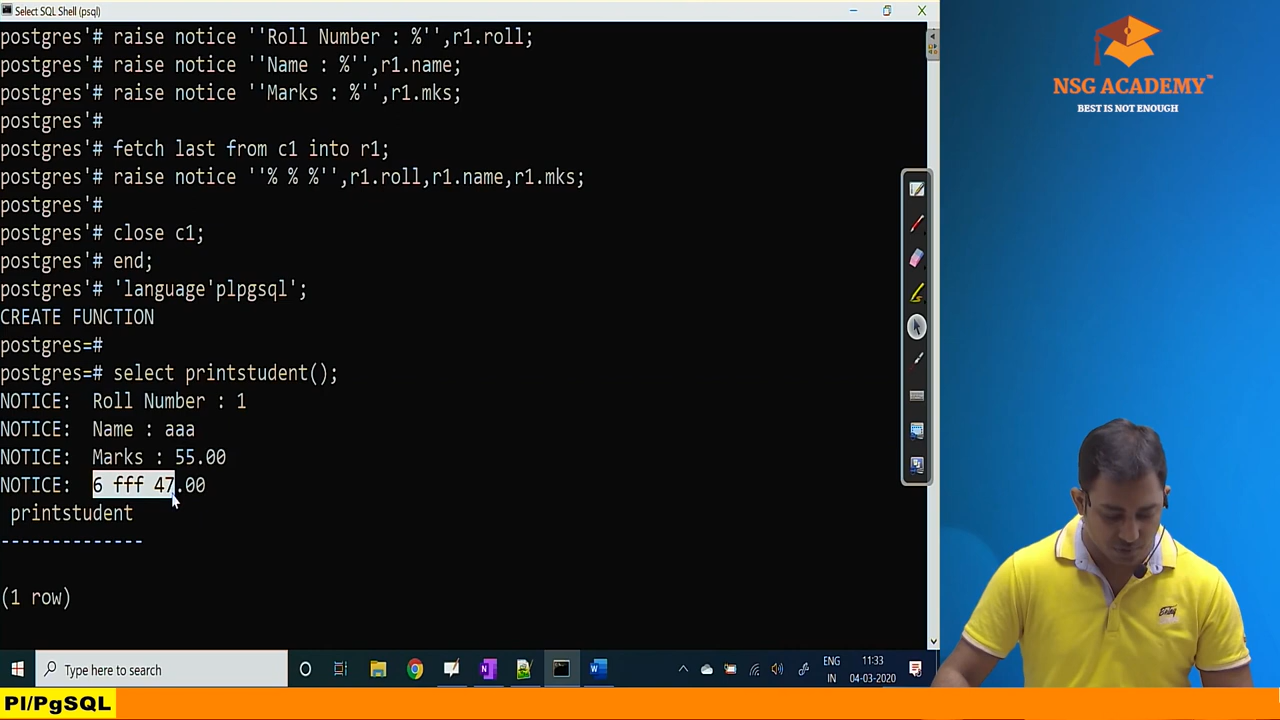 Select SQL Shell (psql)
postgres'# raise notice ''Roll Number : %'',r1.roll;
postgres'# raise notice ''Name : %'',r1.name;
postgres'# raise notice ''Marks : %'',r1.mks;
postgres'#
postgres'# fetch last from c1 into r1;
postgres'# raise notice ''% % %'',r1.roll,r1.name,r1.mks;
postgres'#
postgres'# close c1;
postgres'# end;
postgres'# 'language'plpgsql';
CREATE FUNCTION
postgres=#
postgres=# select printstudent();
NOTICE:  Roll Number : 1
NOTICE:  Name : aaa
NOTICE:  Marks : 55.00
NOTICE:  6 fff 47.00
printstudent
--------------
(1 row)
NSG ACADEMY™
BEST IS NOT ENOUGH
Type here to search
ENG
IN
11:33
04-03-2020
Pl/PgSQL